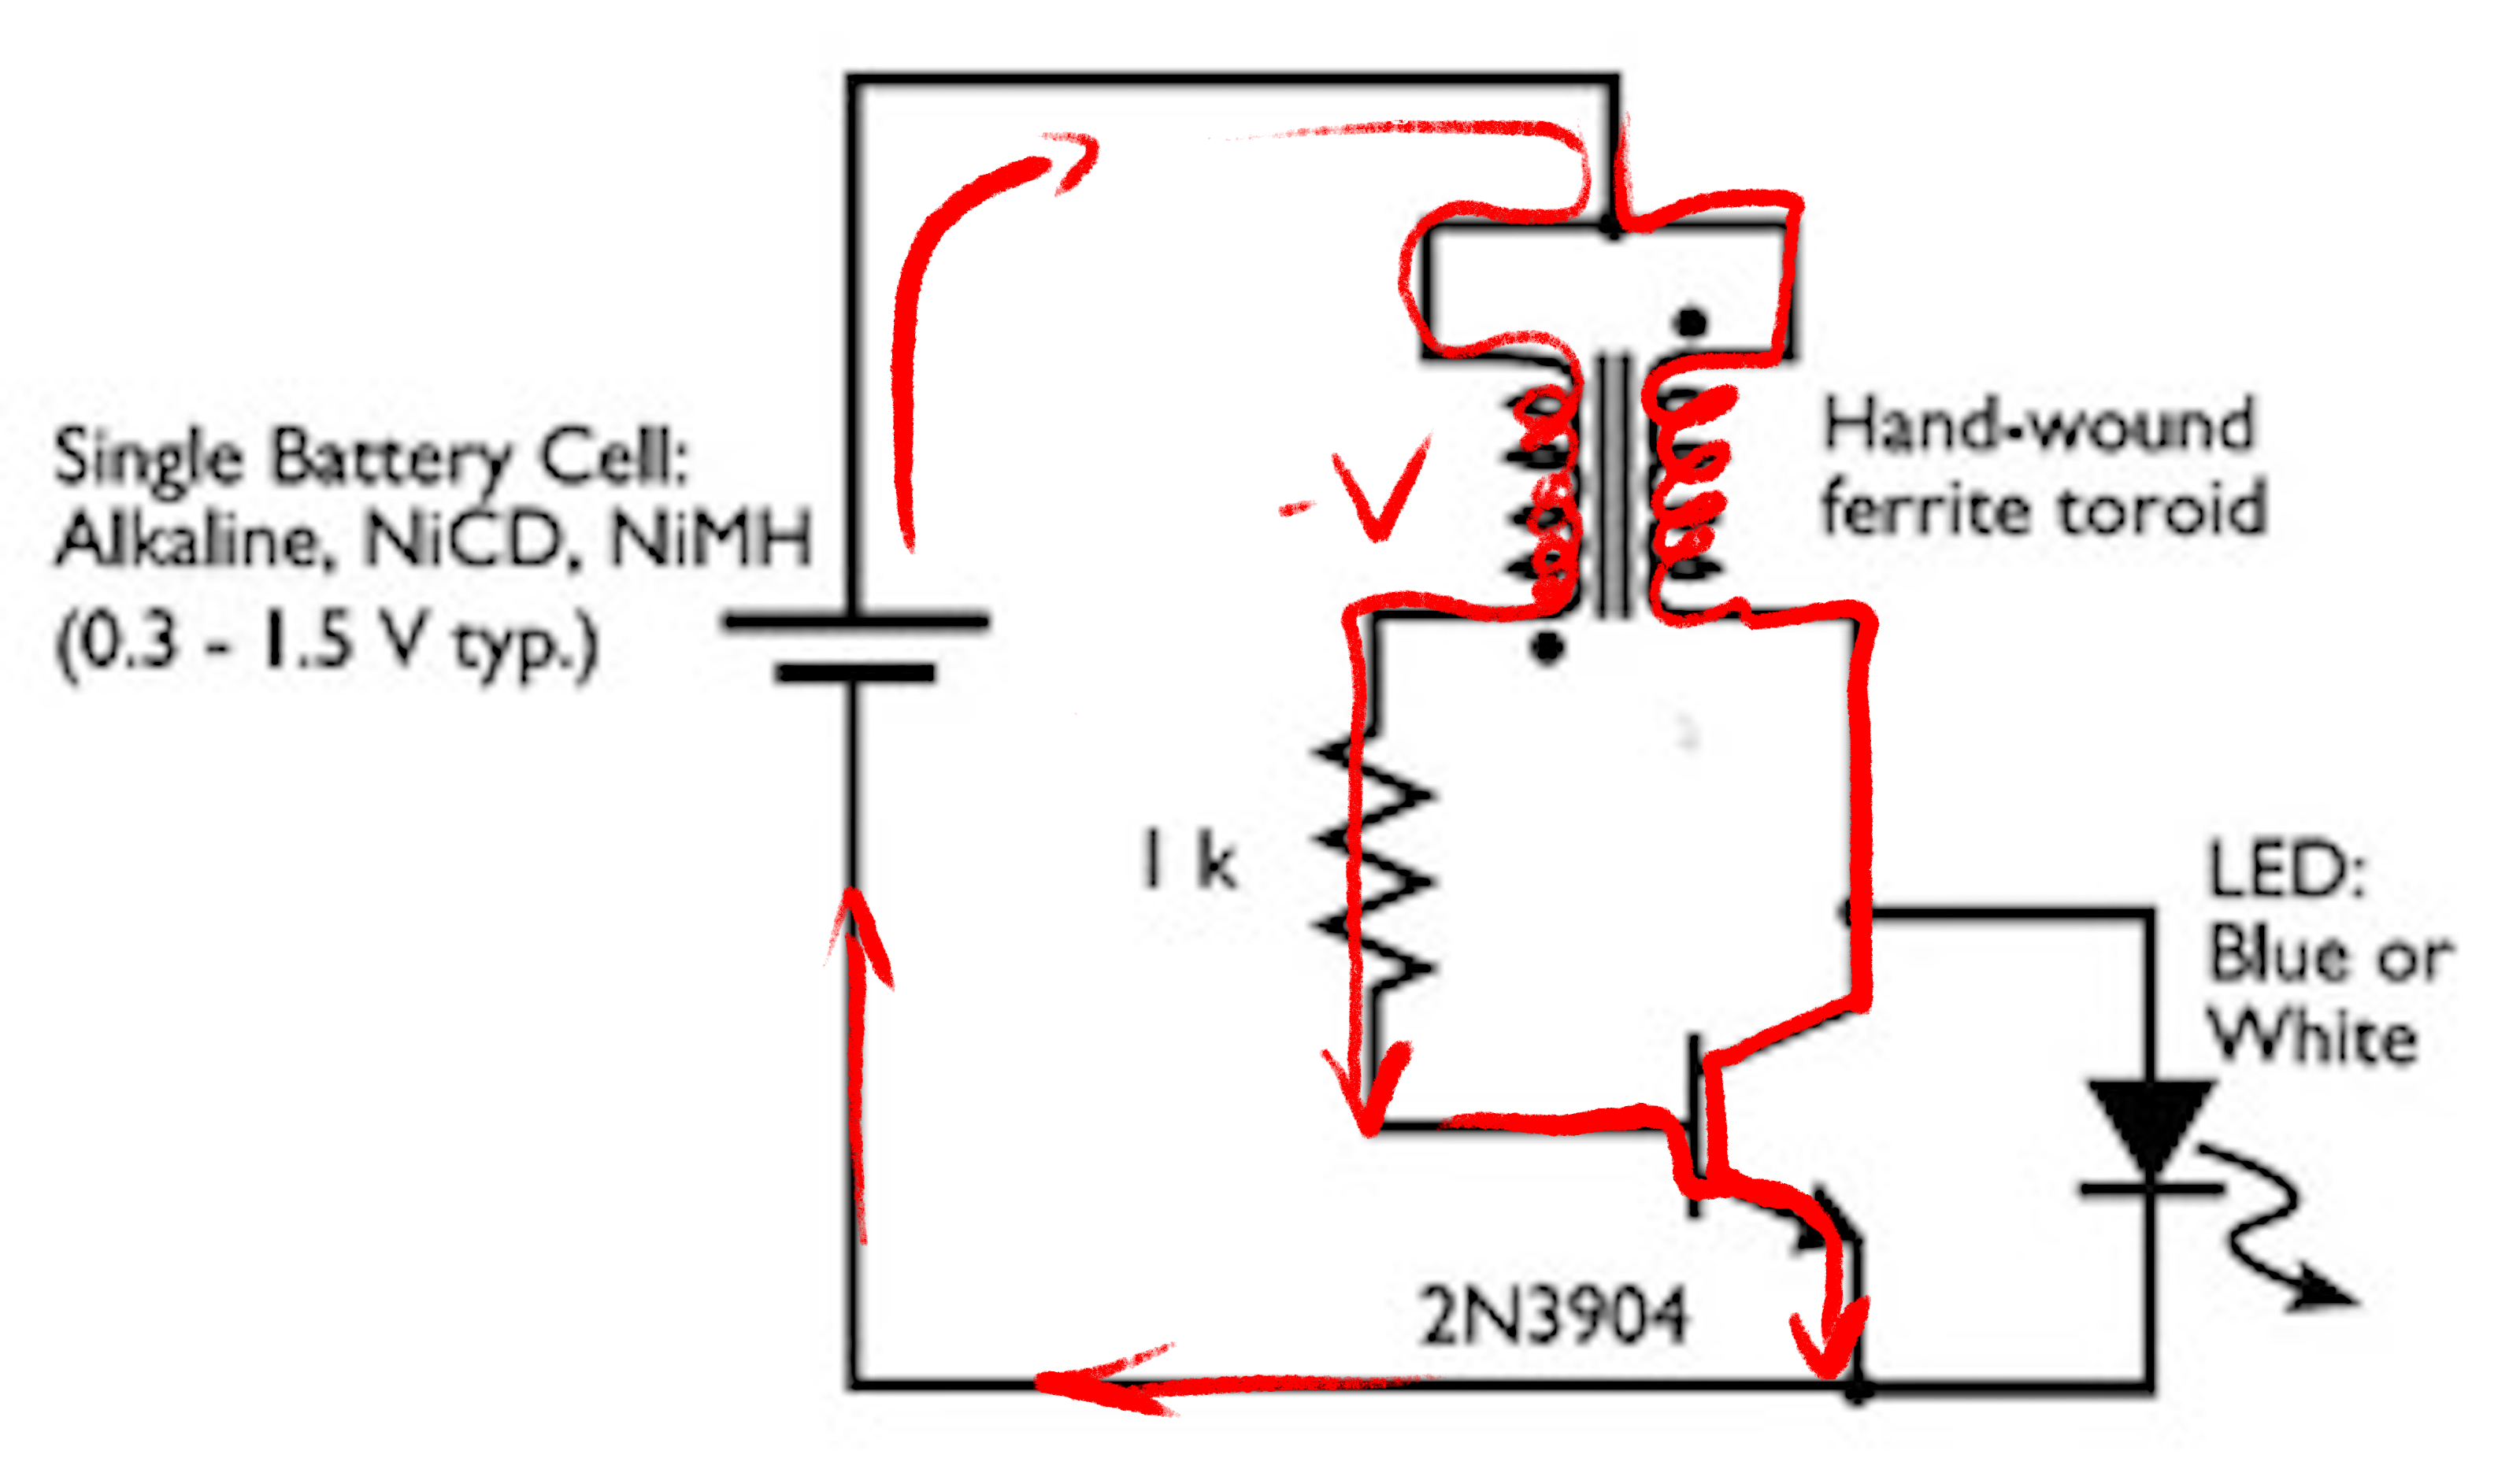 Single Battery Cell:
Alkaline, NiCD, NiMH
(0.3 - 1.5 V typ.)
- V
Hand-wound
ferrite toroid
1 k
LED:
Blue or
White
2N3904